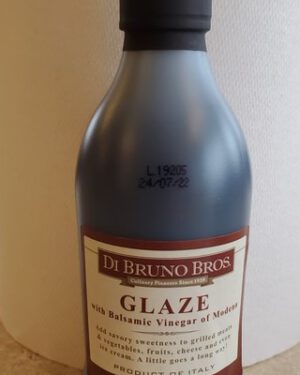 L.19205
24/07/22
DI BRUNO BROS.
Culinary Pioneers Since 1939
GLAZE
with Balsamic Vinegar of Modena
Add savory sweetness to grilled meats
& vegetables, fruits, cheese and even
ice cream. A little goes a long way!
PRODUCT OF ITALY